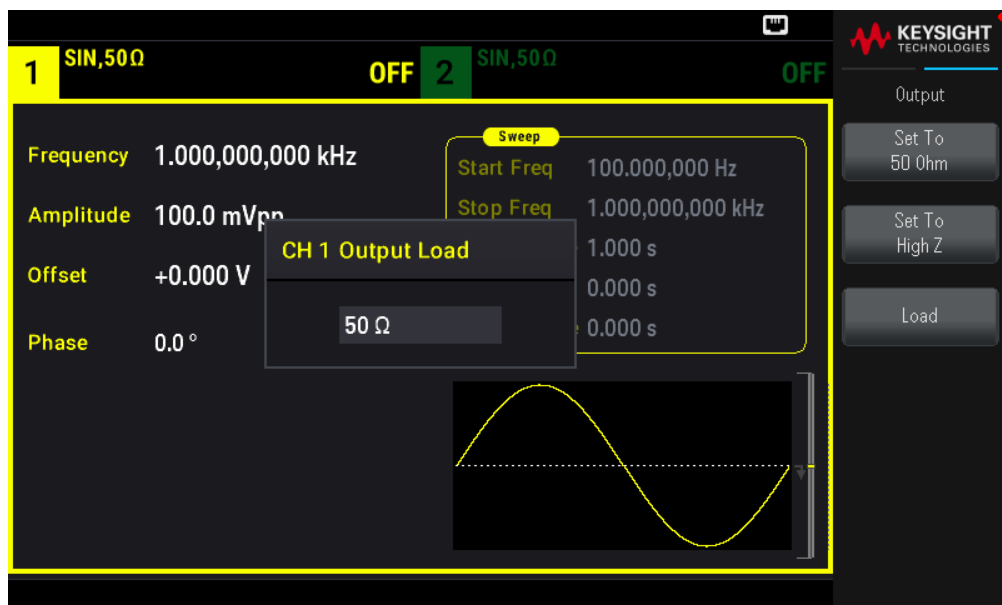 KEYSIGHT
TECHNOLOGIES
1 SIN,50Ω OFF 2 SIN,50Ω OFF
Output
Set To
50 Ohm
Set To
High Z
Load
Frequency 1.000,000,000 kHz
Amplitude 100.0 mVpp
Offset +0.000 V
Phase 0.0 °
Sweep
Start Freq 100.000,000 Hz
Stop Freq 1.000,000,000 kHz
1.000 s
0.000 s
0.000 s
CH 1 Output Load
50 Ω